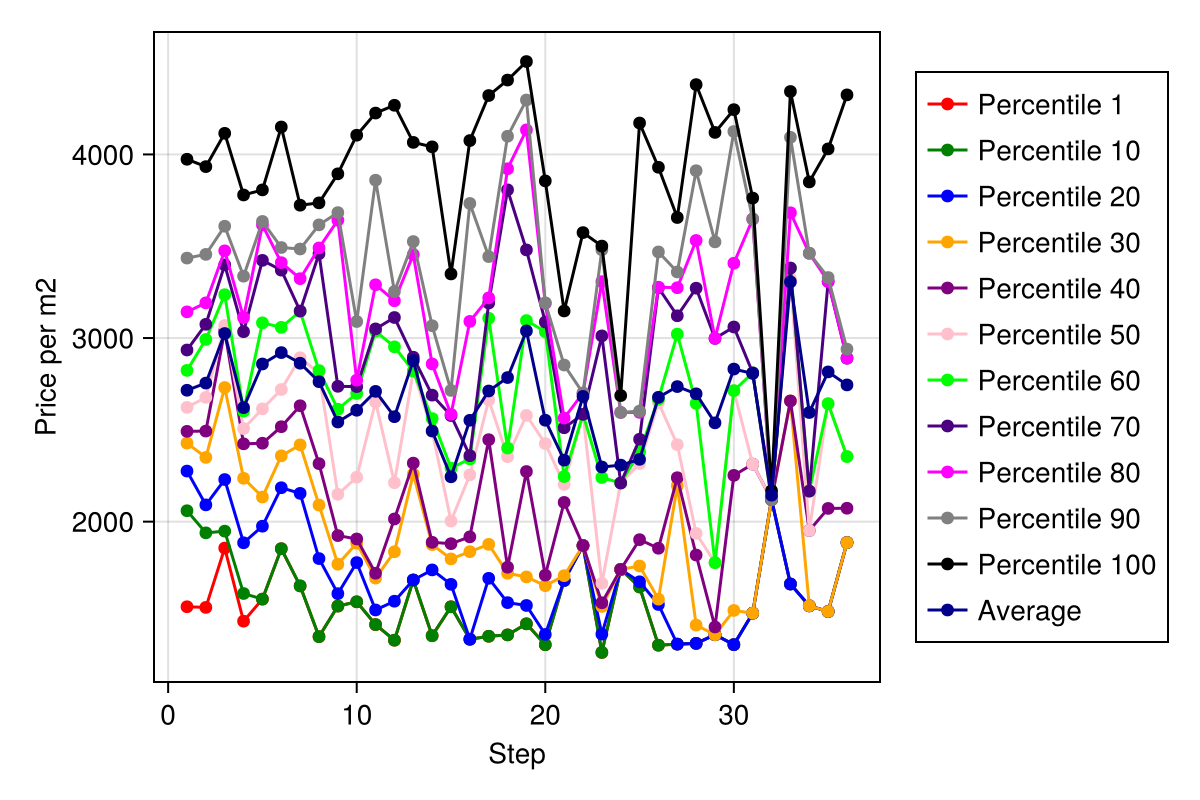 Price per m2
4000
3000
2000
0
10
20
30
Step
Percentile 1
Percentile 10
Percentile 20
Percentile 30
Percentile 40
Percentile 50
Percentile 60
Percentile 70
Percentile 80
Percentile 90
Percentile 100
Average